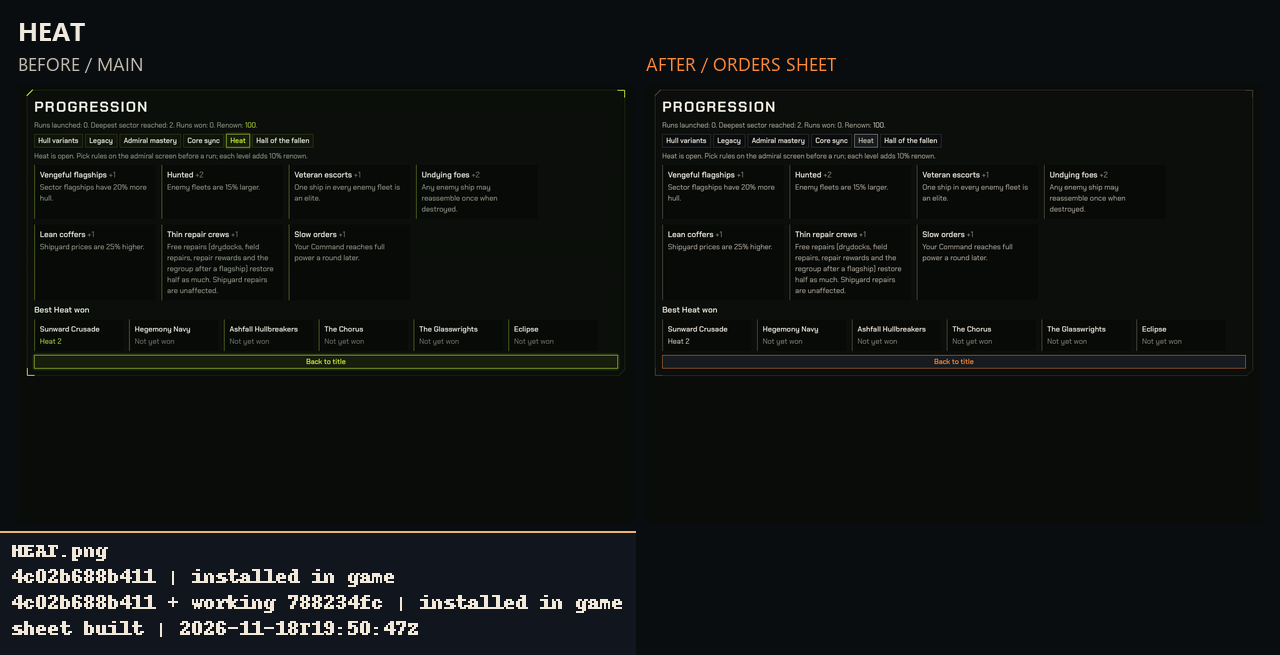 HEAT
BEFORE / MAIN
PROGRESSION
Runs launched: 0. Deepest sector reached: 2. Runs won: 0. Renown: 100.
Hull variants Legacy Admiral mastery Core sync Heat Hall of the fallen
Heat is open. Pick rules on the admiral screen before a run; each level adds 10% renown.
Vengeful flagships +1
Sector flagships have 20% more
hull.
Hunted +2
Enemy fleets are 15% larger.
Veteran escorts +1
One ship in every enemy fleet is
an elite.
Undying foes +2
Any enemy ship may
reassemble once when
destroyed.
Lean coffers +1
Shipyard prices are 25% higher.
Thin repair crews +1
Free repairs (drydocks, field
repairs, repair rewards and the
regroup after a flagship) restore
half as much. Shipyard repairs
are unaffected.
Slow orders +1
Your Command reaches full
power a round later.
Best Heat won
Sunward Crusade
Heat 2
Hegemony Navy
Not yet won
Ashfall Hullbreakers
Not yet won
The Chorus
Not yet won
The Glasswrights
Not yet won
Eclipse
Not yet won
Back to title
AFTER / ORDERS SHEET
PROGRESSION
Runs launched: 0. Deepest sector reached: 2. Runs won: 0. Renown: 100.
Hull variants Legacy Admiral mastery Core sync Heat Hall of the fallen
Heat is open. Pick rules on the admiral screen before a run; each level adds 10% renown.
Vengeful flagships +1
Sector flagships have 20% more
hull.
Hunted +2
Enemy fleets are 15% larger.
Veteran escorts +1
One ship in every enemy fleet is
an elite.
Undying foes +2
Any enemy ship may
reassemble once when
destroyed.
Lean coffers +1
Shipyard prices are 25% higher.
Thin repair crews +1
Free repairs (drydocks, field
repairs, repair rewards and the
regroup after a flagship) restore
half as much. Shipyard repairs
are unaffected.
Slow orders +1
Your Command reaches full
power a round later.
Best Heat won
Sunward Crusade
Heat 2
Hegemony Navy
Not yet won
Ashfall Hullbreakers
Not yet won
The Chorus
Not yet won
The Glasswrights
Not yet won
Eclipse
Not yet won
Back to title
HEAT.png
4c02b688b411 | installed in game
4c02b688b411 + working 788234fc | installed in game
sheet built | 2026-11-18T19:50:47Z